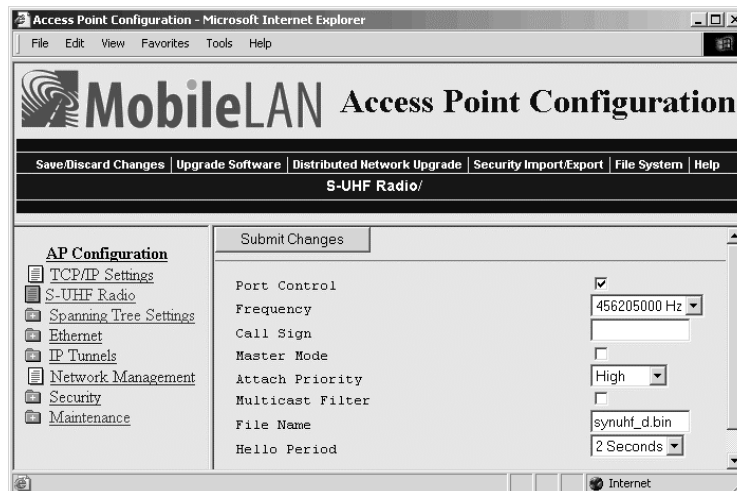 Access Point Configuration - Microsoft Internet Explorer
File Edit View Favorites Tools Help
MobileLAN Access Point Configuration
Save/Discard Changes | Upgrade Software | Distributed Network Upgrade | Security Import/Export | File System | Help
S-UHF Radio/
AP Configuration
TCP/IP Settings
S-UHF Radio
Spanning Tree Settings
Ethernet
IP Tunnels
Network Management
Security
Maintenance
Submit Changes
Port Control
Frequency 456205000 Hz
Call Sign
Master Mode
Attach Priority High
Multicast Filter
File Name synuhf_d.bin
Hello Period 2 Seconds
Internet